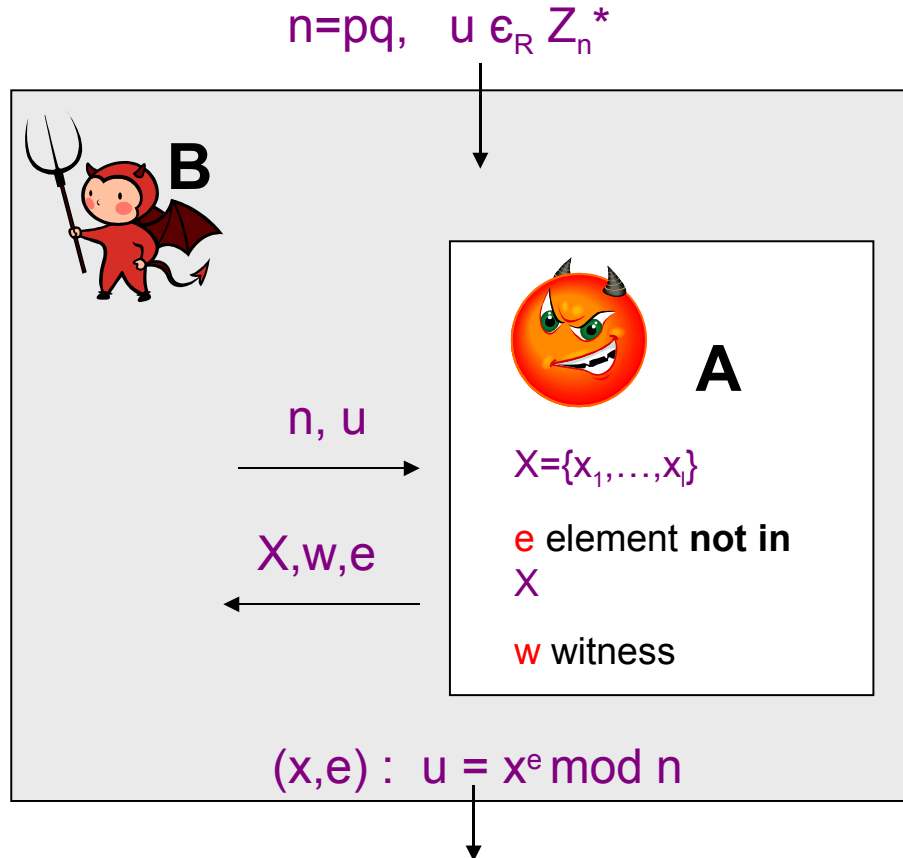 n=pq, u ϵR Zn*
B
A
n, u
X={x1,…,xl}
e element not in
X
X,w,e
w witness
(x,e) : u = xe mod n